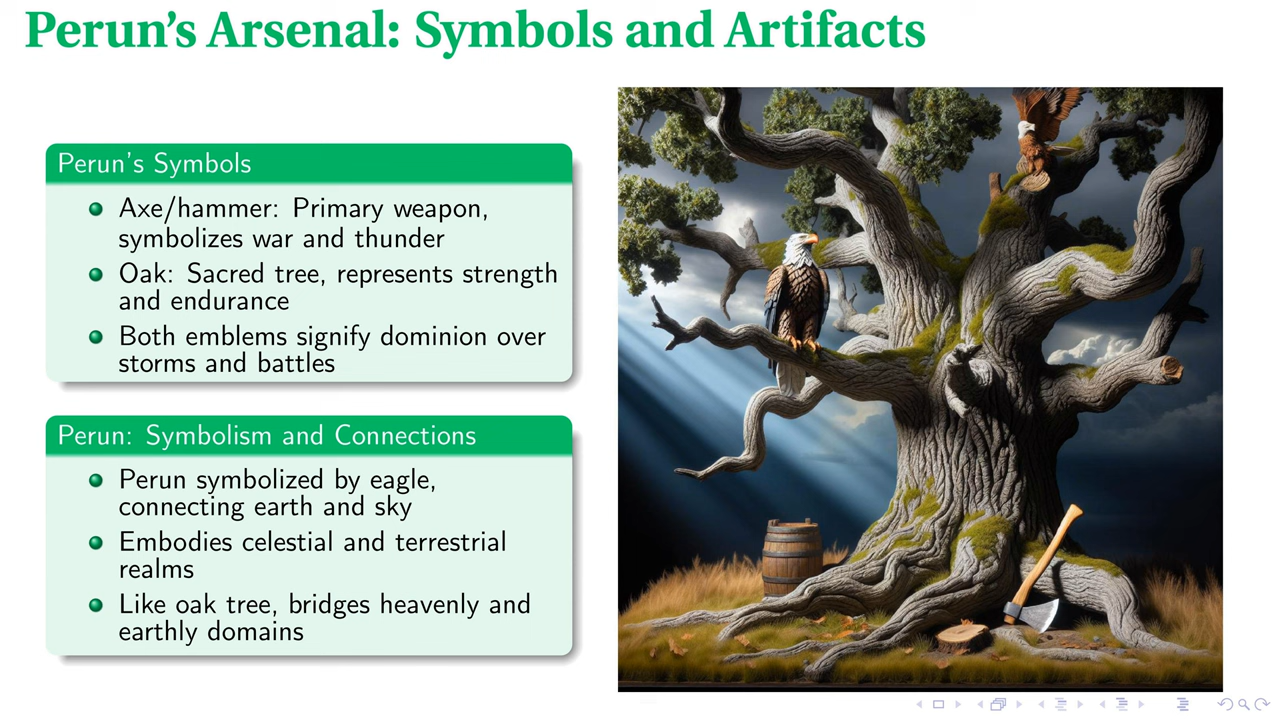 Perun's Arsenal: Symbols and Artifacts
Perun's Symbols
Axe/hammer: Primary weapon,
symbolizes war and thunder
Oak: Sacred tree, represents strength
and endurance
Both emblems signify dominion over
storms and battles
Perun: Symbolism and Connections
Perun symbolized by eagle,
connecting earth and sky
Embodies celestial and terrestrial
realms
Like oak tree, bridges heavenly and
earthly domains